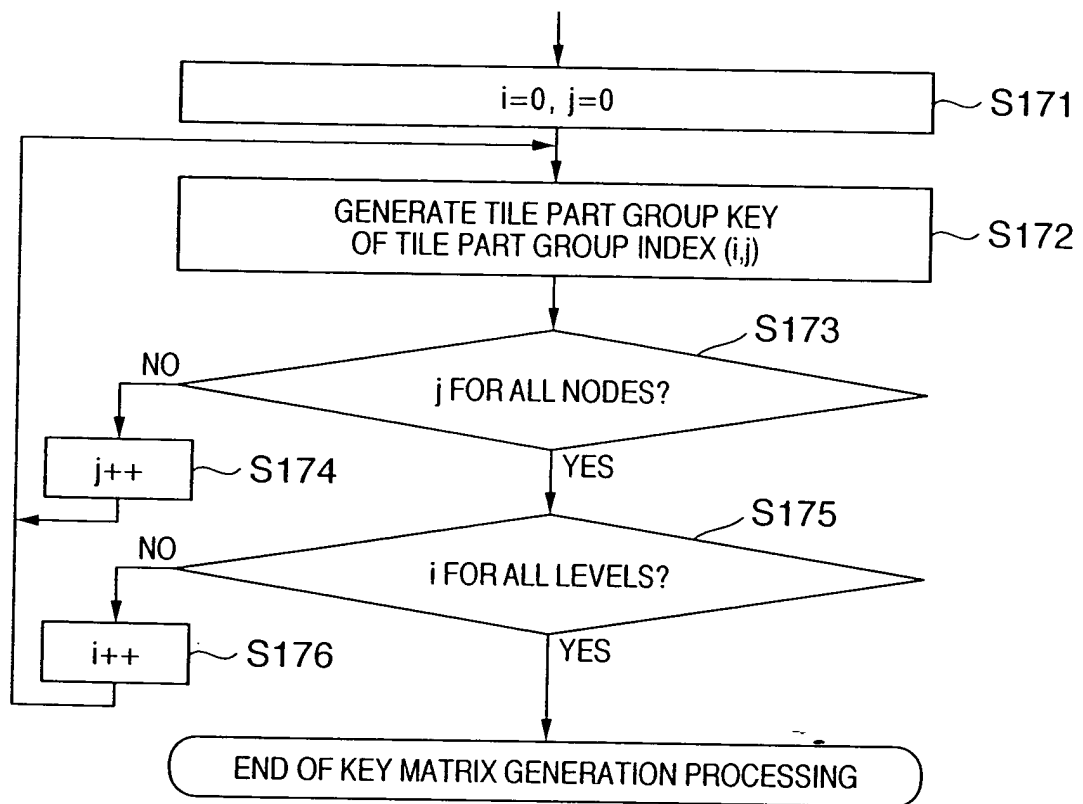 i=0, j=0
S171
GENERATE TILE PART GROUP KEY
OF TILE PART GROUP INDEX (i,j)
S172
S173
NO
j FOR ALL NODES?
j++
S174
YES
S175
NO
i FOR ALL LEVELS?
i++
S176
YES
END OF KEY MATRIX GENERATION PROCESSING